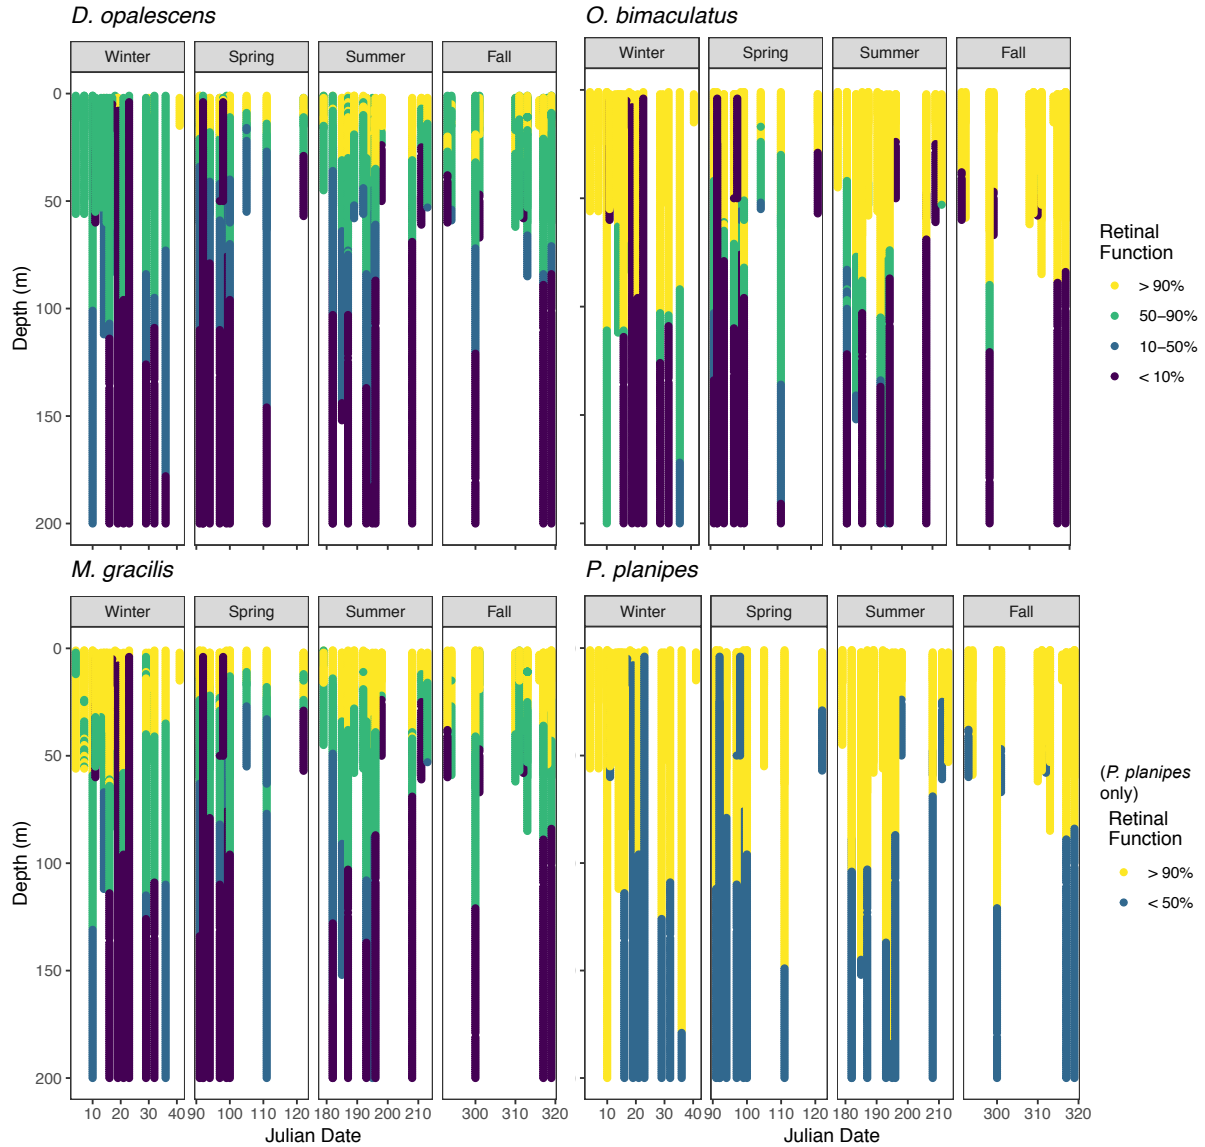 D. opalescens
O. bimaculatus
Winter Spring Summer Fall
Winter Spring Summer Fall
0
50
100
150
200
Depth (m)
Retinal
Function
> 90%
50–90%
10–50%
< 10%
M. gracilis
P. planipes
Winter Spring Summer Fall
Winter Spring Summer Fall
0
50
100
150
200
Depth (m)
(P. planipes
only)
Retinal
Function
> 90%
< 50%
10 20 30 40 90 100 110 120 180 190 200 210 300 310 320
10 20 30 40 90 100 110 120 180 190 200 210 300 310 320
Julian Date
Julian Date